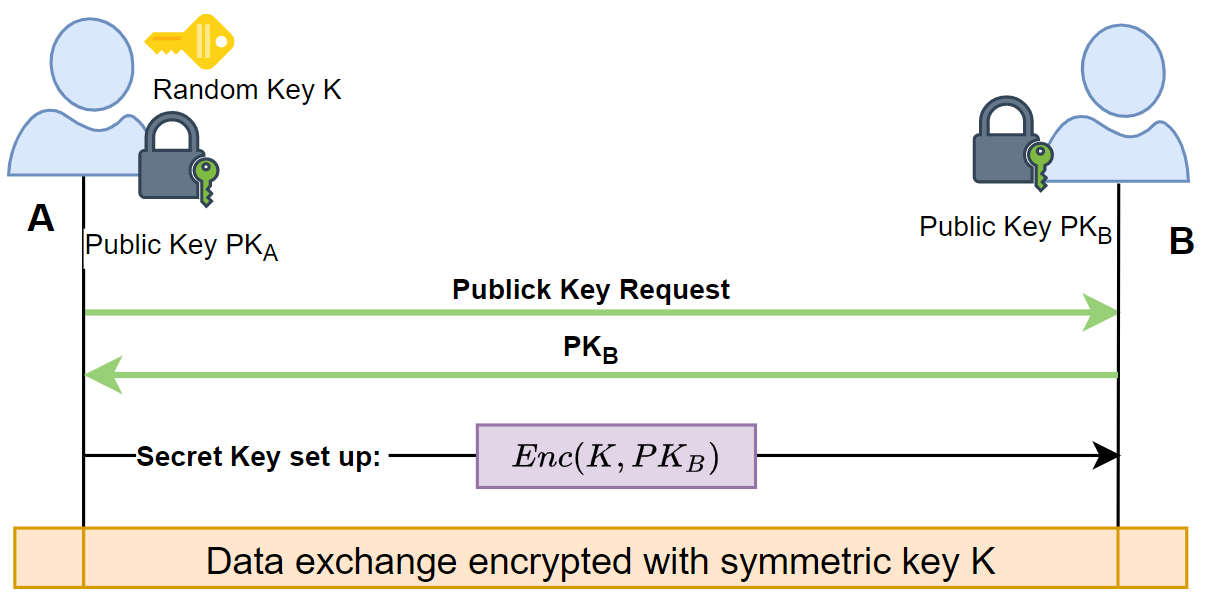 Random Key K
A
Public Key PK_A
Public Key PK_B
B
Publick Key Request
PK_B
Secret Key set up: Enc(K, PK_B)
Data exchange encrypted with symmetric key K